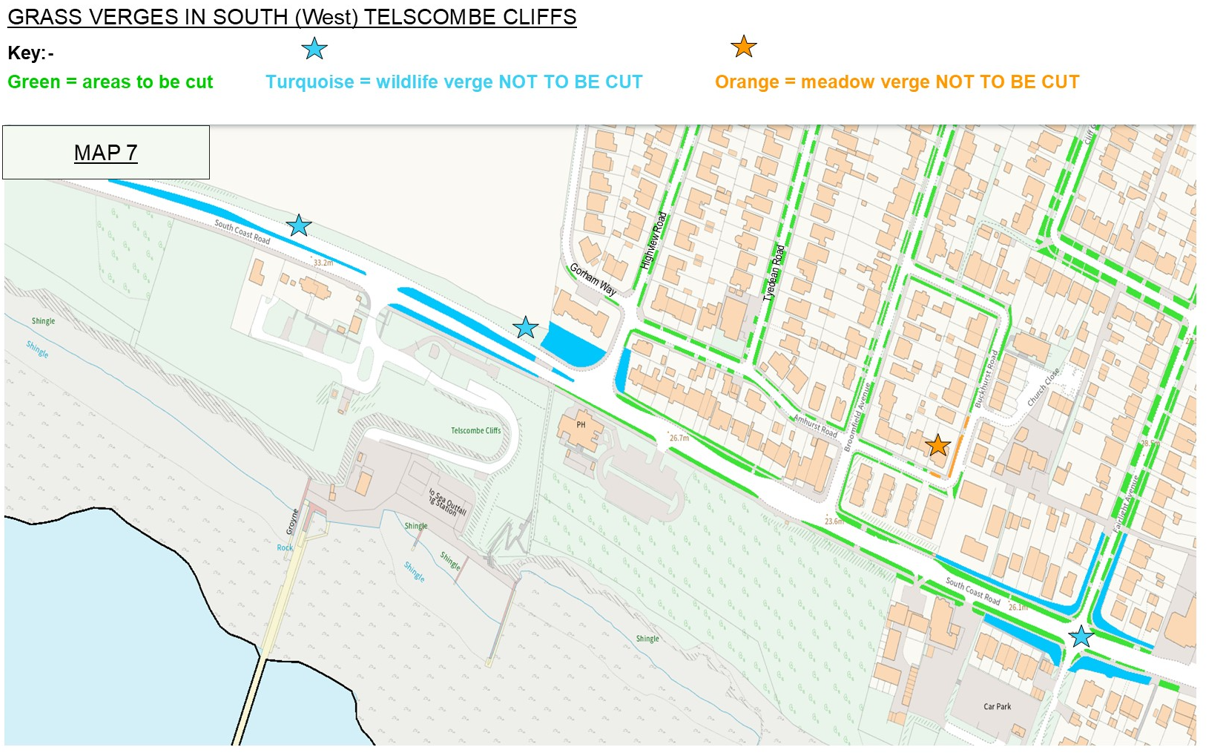 GRASS VERGES IN SOUTH (West) TELSCOMBE CLIFFS
Key:-
Green = areas to be cut
Turquoise = wildlife verge NOT TO BE CUT
Orange = meadow verge NOT TO BE CUT
MAP 7
South Coast Road
33.2m
Gorham Way
Highview Road
Tyedean Road
Broomfield Avenue
Amhurst Road
Buckhurst Road
Church Close
Fairlight Avenue
Shingle
Shingle
Telscombe Cliffs
PH
26.7m
23.6m
Groyne
Rock
Shingle
Shingle
Shingle
Shingle
South Coast Road
26.1m
Car Park